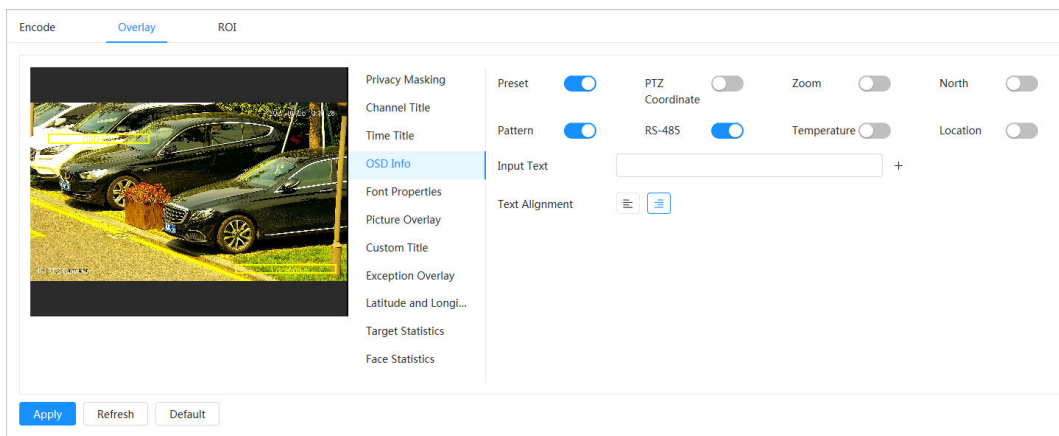 Encode
Overlay
ROI
Privacy Masking
Channel Title
Time Title
OSD Info
Font Properties
Picture Overlay
Custom Title
Exception Overlay
Latitude and Longi...
Target Statistics
Face Statistics
Preset
PTZ
Coordinate
Zoom
North
Pattern
RS-485
Temperature
Location
Input Text
+
Text Alignment
Apply
Refresh
Default